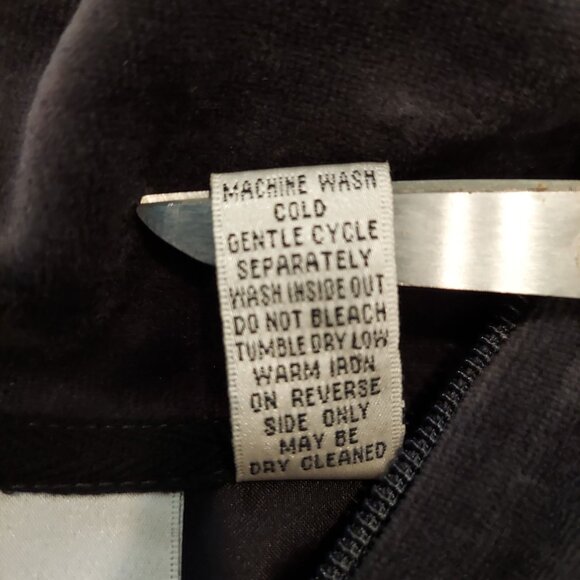 MACHINE WASH
COLD
GENTLE CYCLE
SEPARATELY
WASH INSIDE OUT
DO NOT BLEACH
TUMBLE DRY LOW
WARM IRON
ON REVERSE
SIDE ONLY
MAY BE
DRY CLEANED